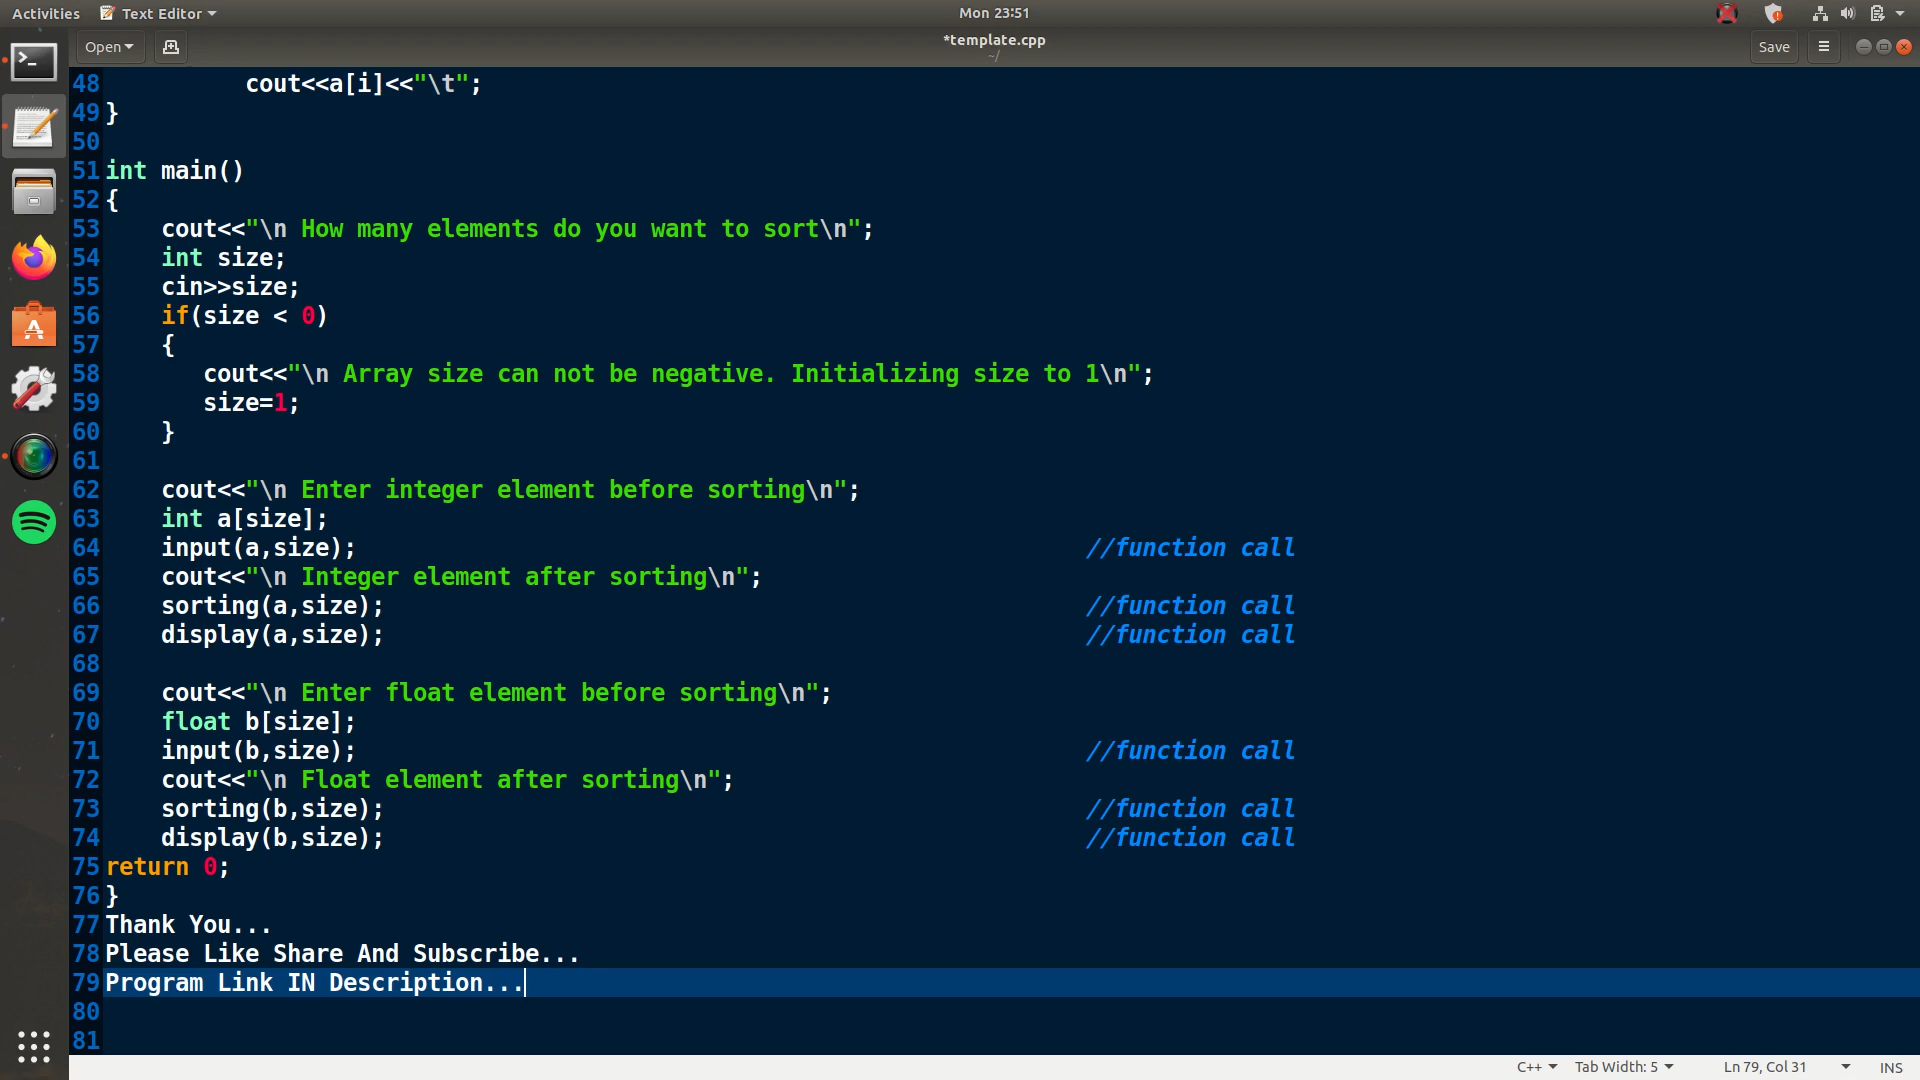 Activities Text Editor Mon 23:51
Open *template.cpp Save
~/
48 cout<<a[i]<<"\t";
49 }
50
51 int main()
52 {
53 cout<<"\n How many elements do you want to sort\n";
54 int size;
55 cin>>size;
56 if(size < 0)
57 {
58 cout<<"\n Array size can not be negative. Initializing size to 1\n";
59 size=1;
60 }
61
62 cout<<"\n Enter integer element before sorting\n";
63 int a[size];
64 input(a,size); //function call
65 cout<<"\n Integer element after sorting\n";
66 sorting(a,size); //function call
67 display(a,size); //function call
68
69 cout<<"\n Enter float element before sorting\n";
70 float b[size];
71 input(b,size); //function call
72 cout<<"\n Float element after sorting\n";
73 sorting(b,size); //function call
74 display(b,size); //function call
75 return 0;
76 }
77 Thank You...
78 Please Like Share And Subscribe...
79 Program Link IN Description...
80
81
C++ Tab Width: 5 Ln 79, Col 31 INS